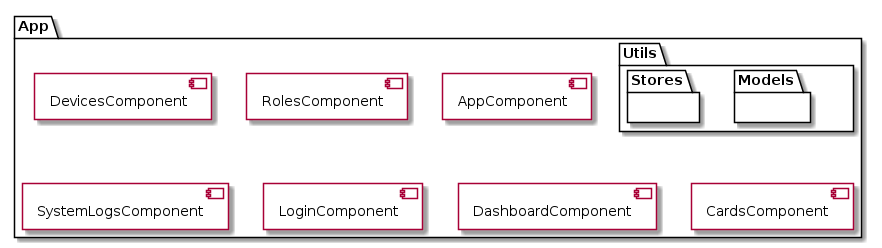 App
Utils
Stores
Models
DevicesComponent
RolesComponent
AppComponent
SystemLogsComponent
LoginComponent
DashboardComponent
CardsComponent